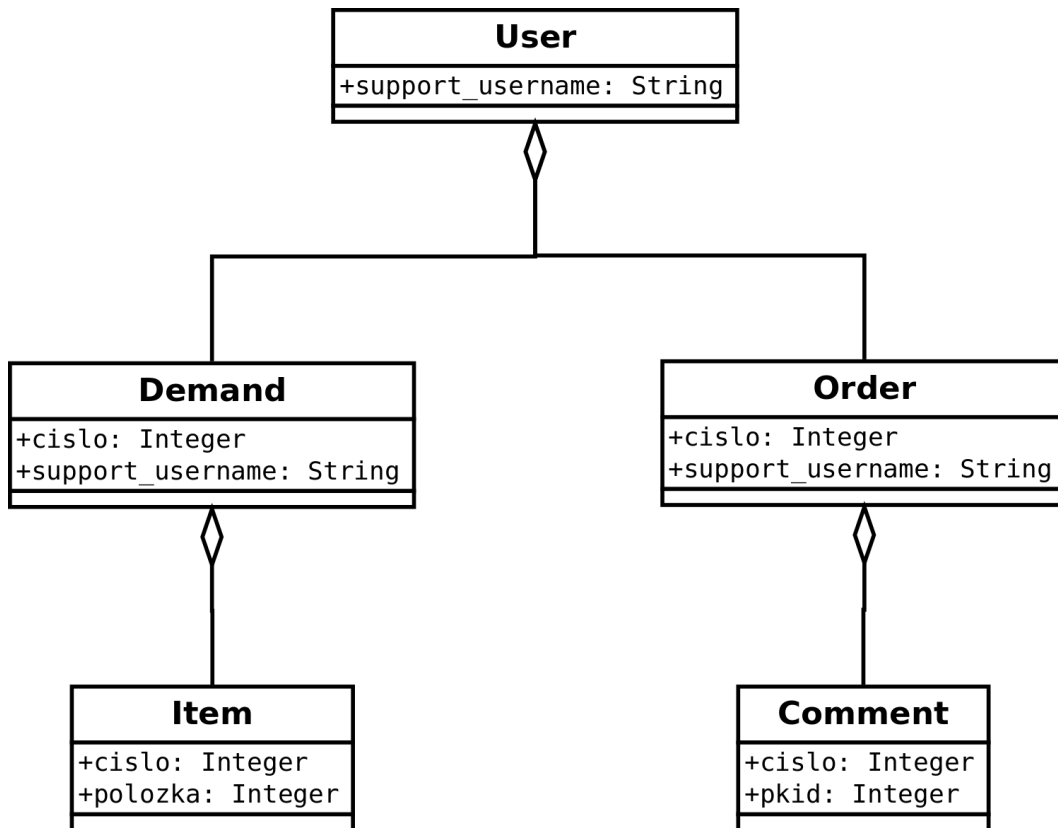 User
+support_username: String
Demand
+cislo: Integer
+support_username: String
Order
+cislo: Integer
+support_username: String
Item
+cislo: Integer
+polozka: Integer
Comment
+cislo: Integer
+pkid: Integer